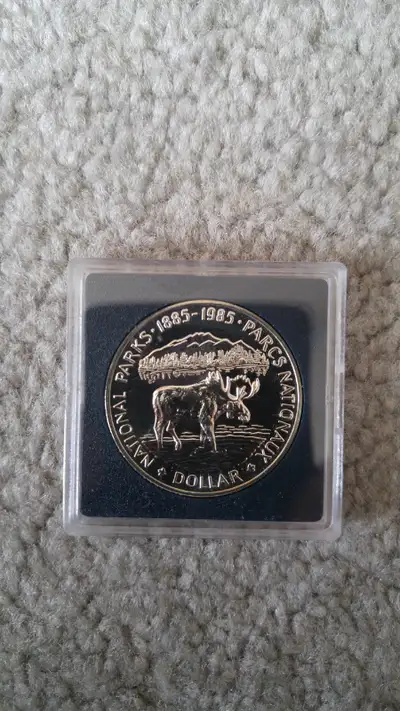 NATIONAL PARKS · 1885-1985 · PARCS NATIONAUX
DOLLAR